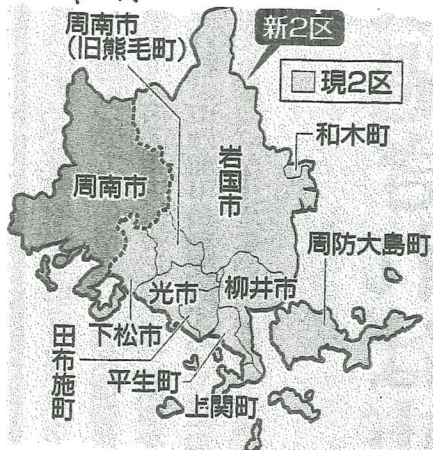 周南市
(旧熊毛町)
新2区
現2区
和木町
岩国市
周南市
周防大島町
光市
柳井市
下松市
田布施町
平生町
上関町